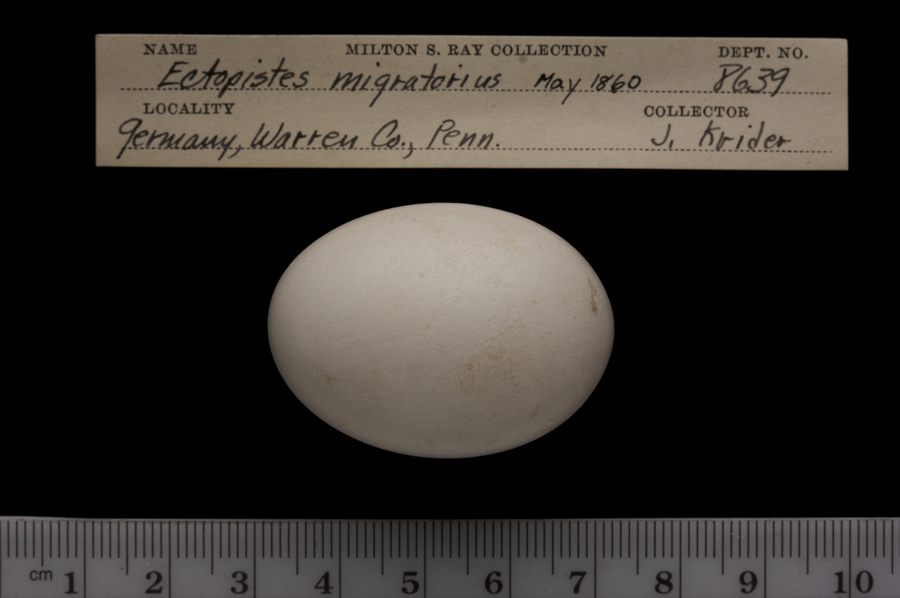 NAME MILTON S. RAY COLLECTION DEPT. NO.
Ectopistes migratorius May 1860 8639
LOCALITY COLLECTOR
Germany, Warren Co., Penn. J. Krider
cm 1 2 3 4 5 6 7 8 9 10